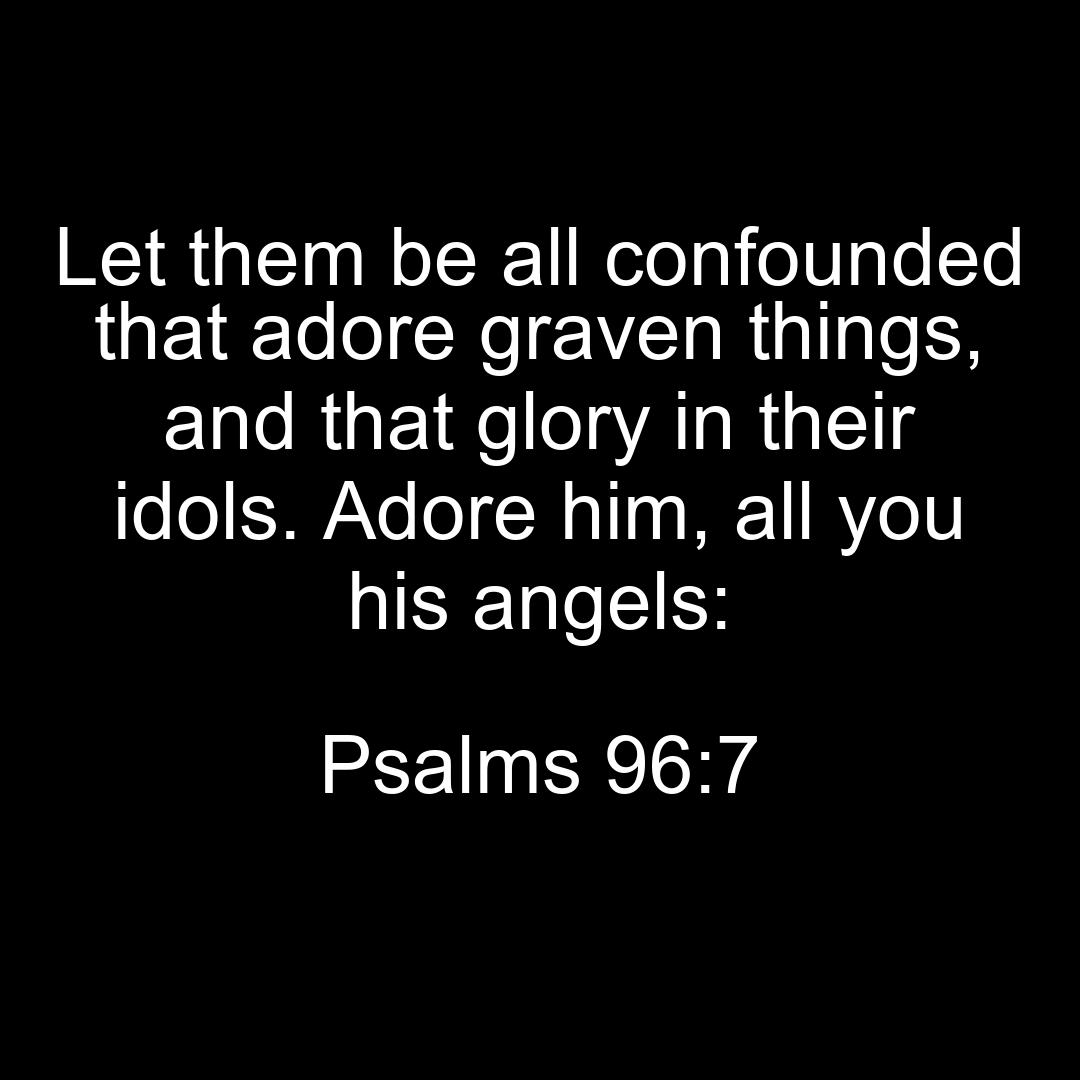 Let them be all confounded
that adore graven things,
and that glory in their
idols. Adore him, all you
his angels:
Psalms 96:7